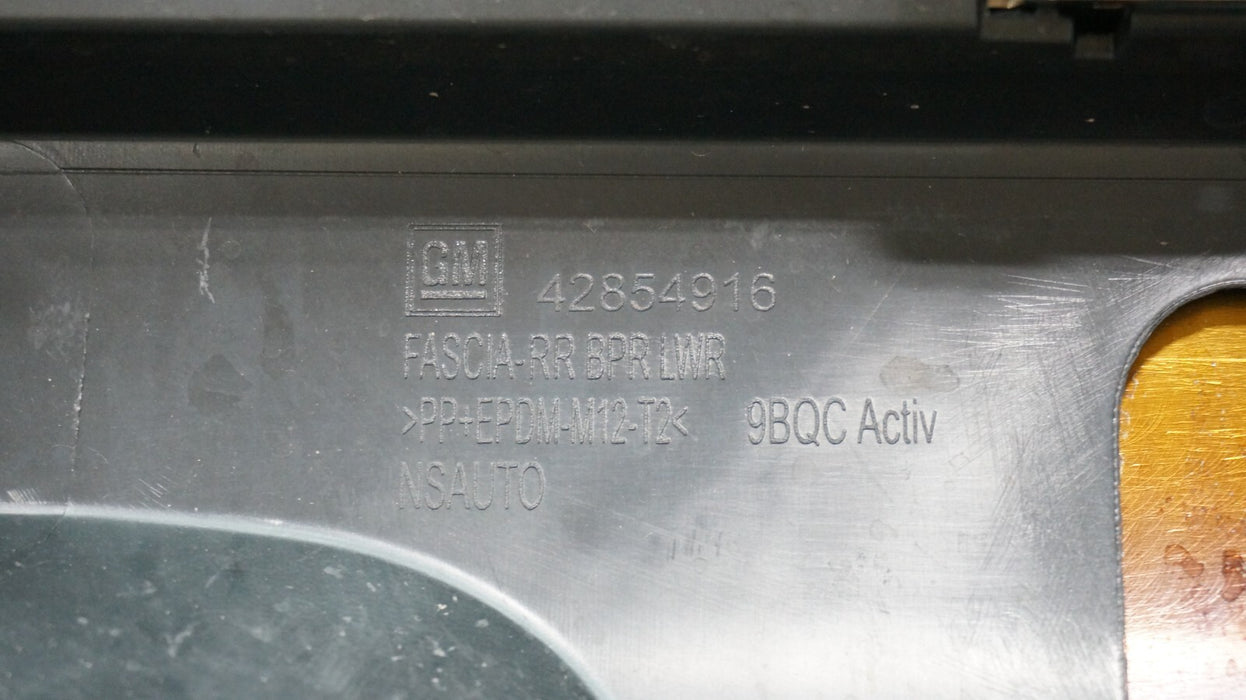 GM 42854916
FASCIA-RR BPR LWR
>PP+EPDM-M12-T2< 9BQC Activ
NSAUTO